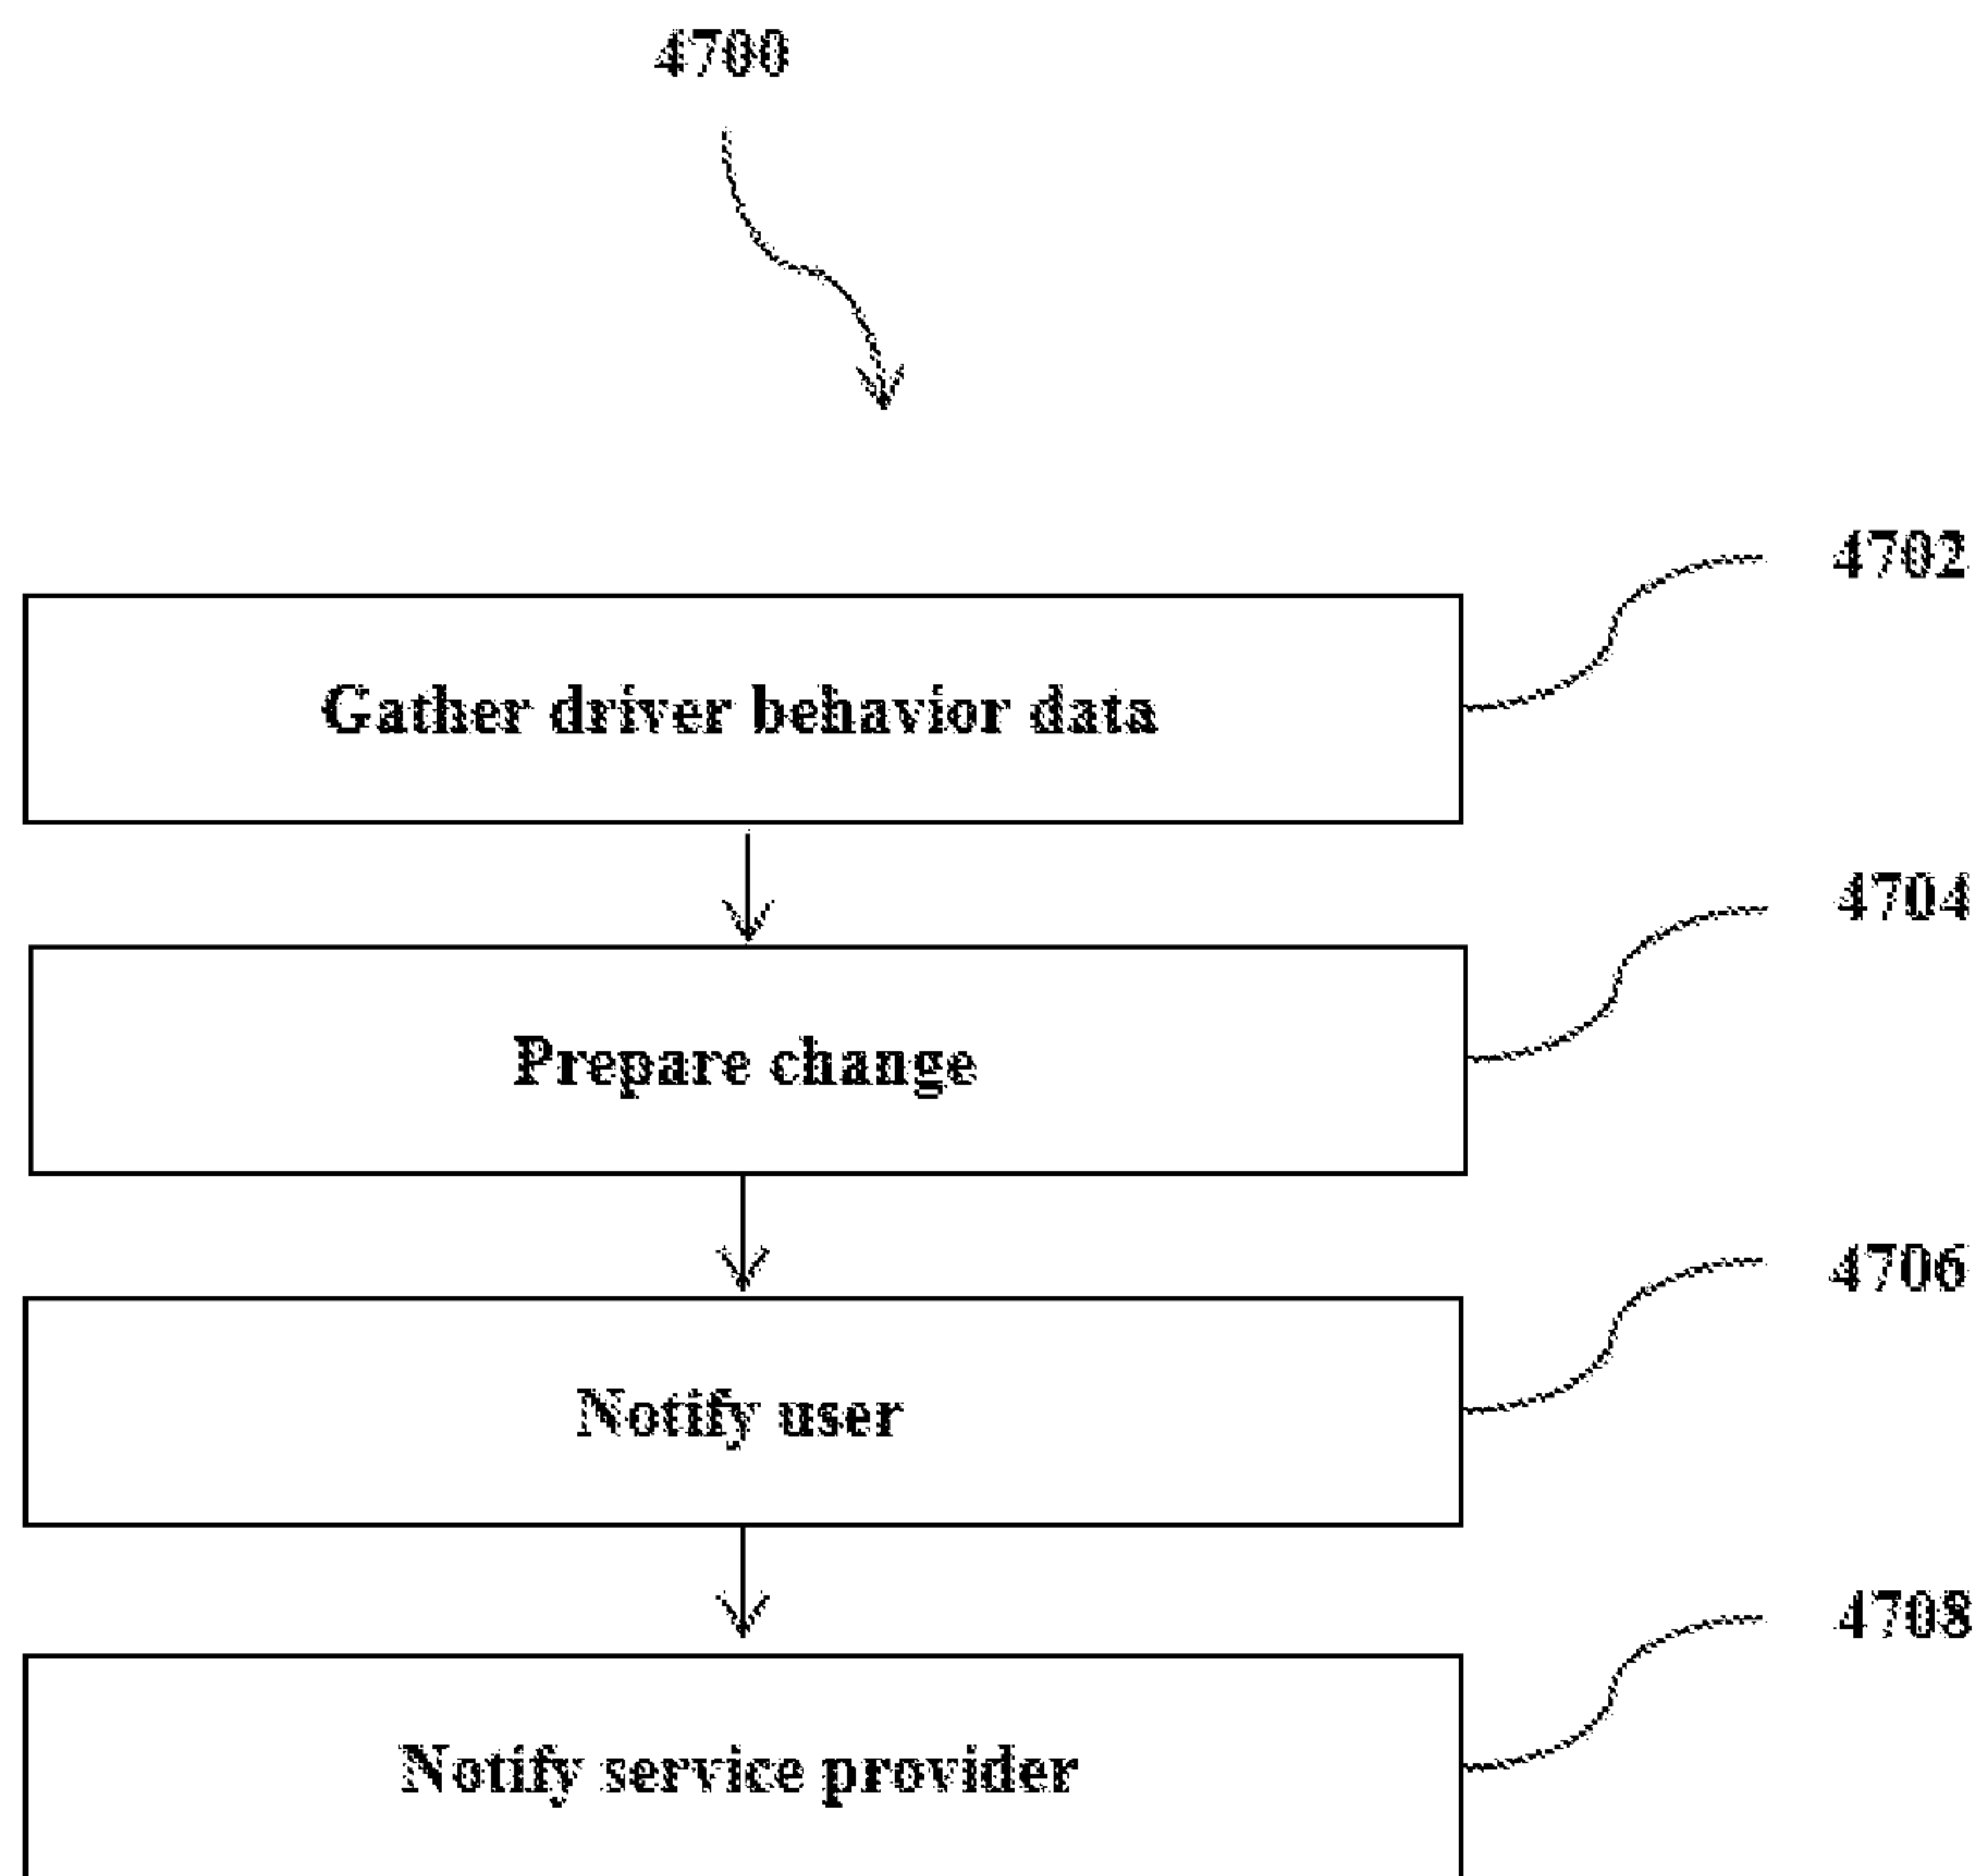 4700
4702
Gather driver behavior data
4704
Prepare change
4706
Notify user
4708
Notify service provider